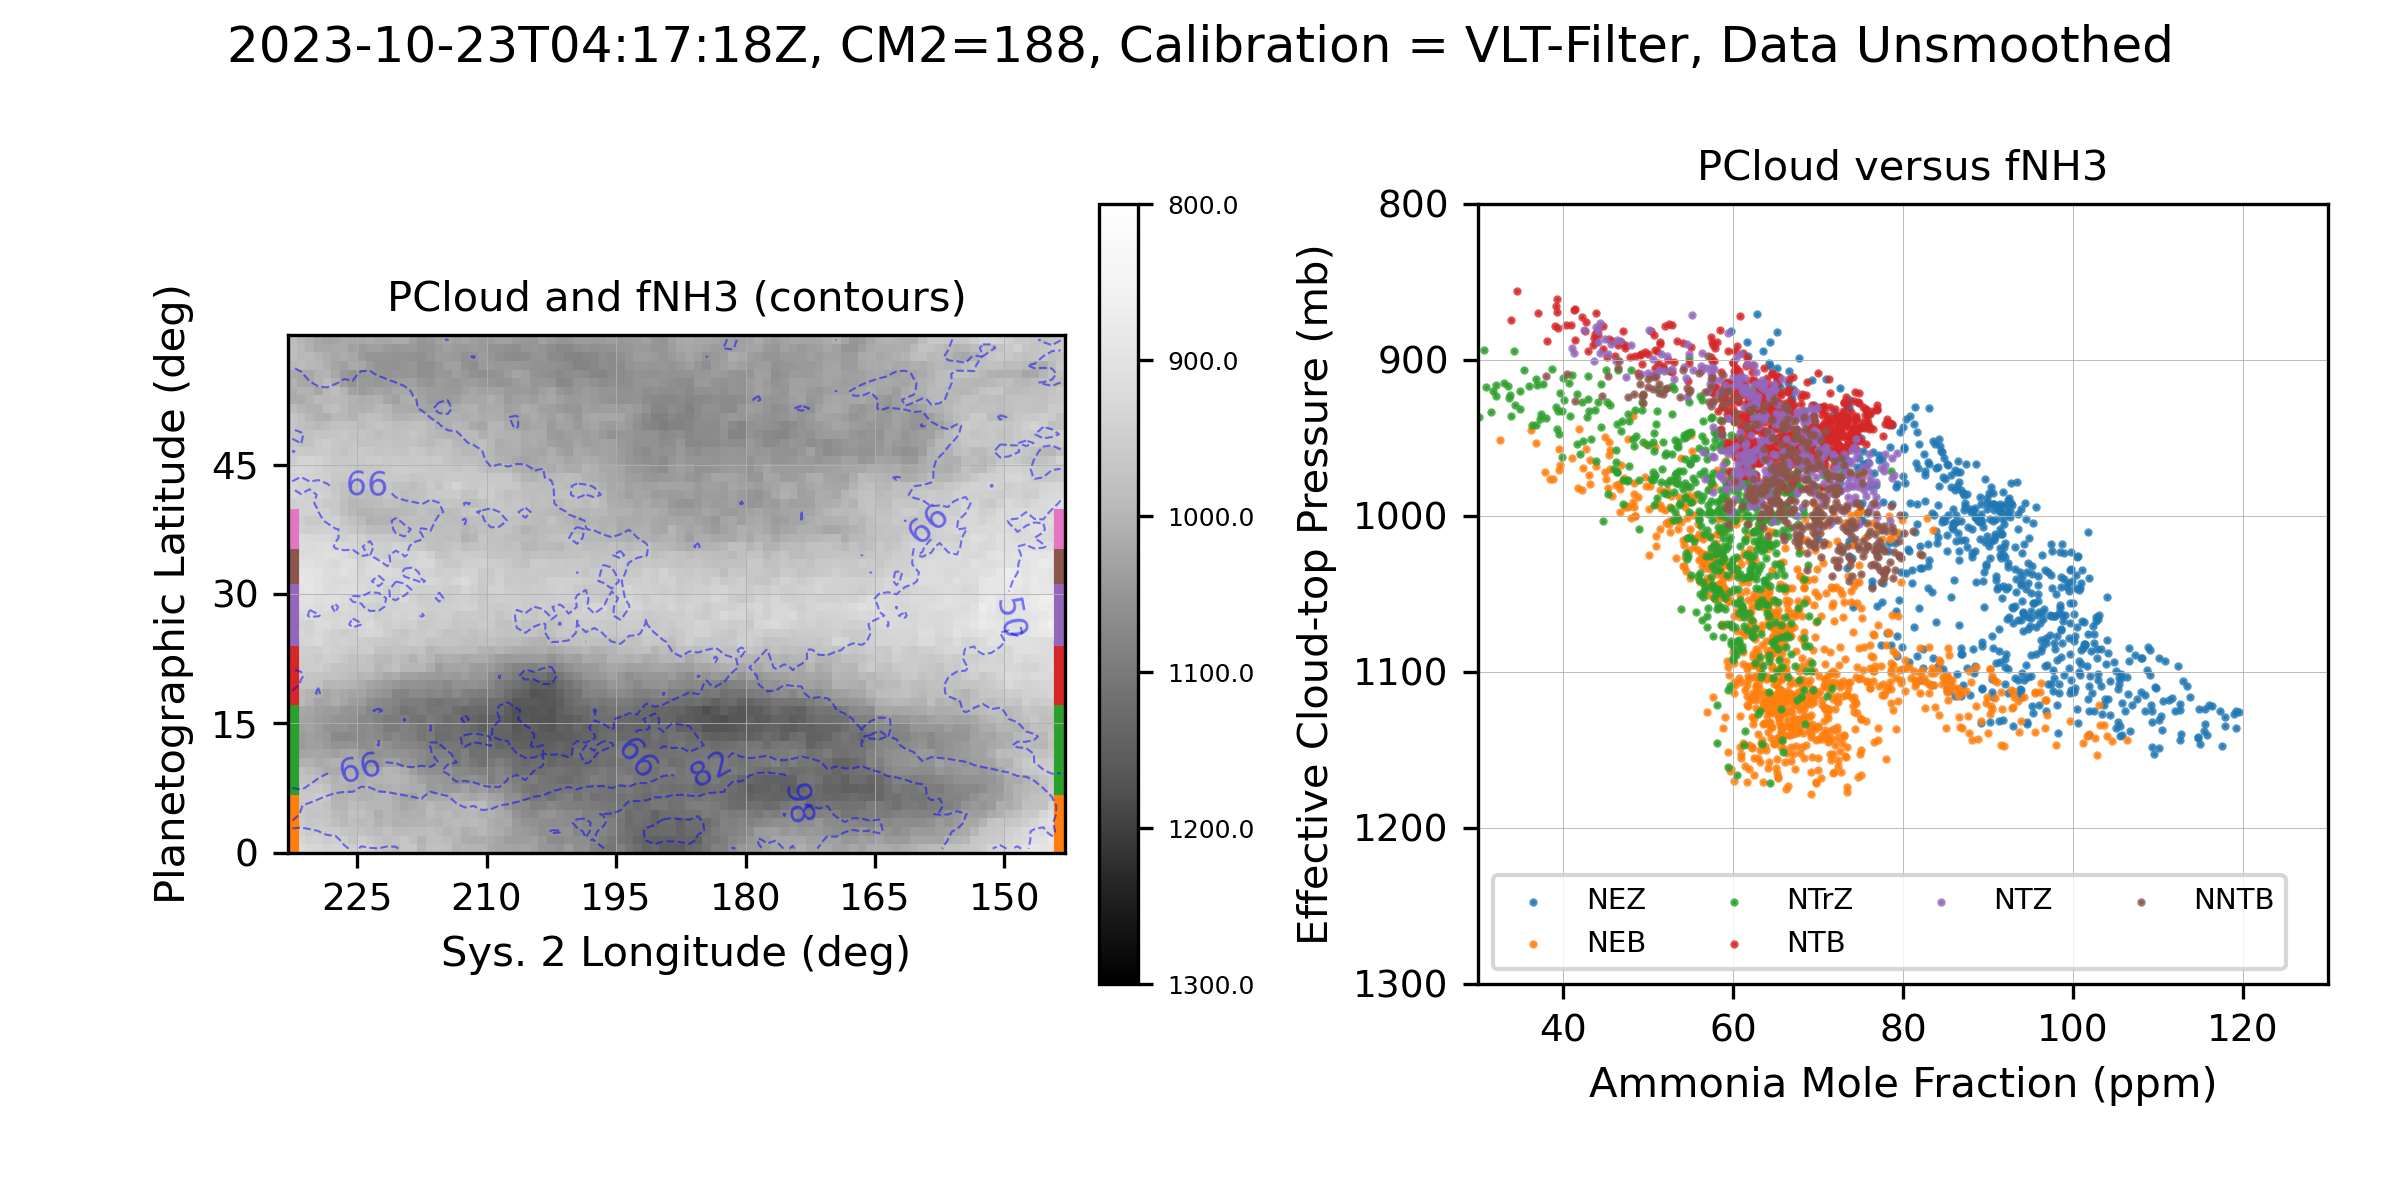 2023-10-23T04:17:18Z, CM2=188, Calibration = VLT-Filter, Data Unsmoothed
PCloud and fNH3 (contours)
Planetographic Latitude (deg)
45
30
15
0
66
66
50
66
66
82
98
225
210
195
180
165
150
Sys. 2 Longitude (deg)
800.0
900.0
1000.0
1100.0
1200.0
1300.0
PCloud versus fNH3
Effective Cloud-top Pressure (mb)
800
900
1000
1100
1200
1300
NEZ
NTrZ
NTZ
NNTB
NEB
NTB
40
60
80
100
120
Ammonia Mole Fraction (ppm)